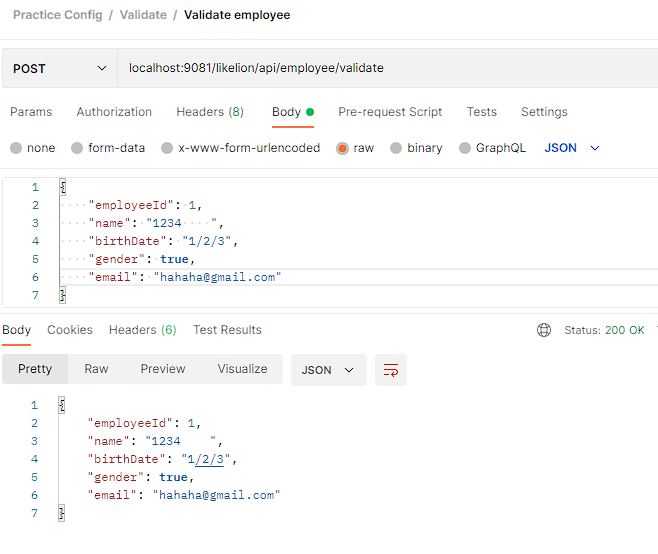 Practice Config / Validate / Validate employee
POST localhost:9081/likelion/api/employee/validate
Params Authorization Headers (8) Body Pre-request Script Tests Settings
none form-data x-www-form-urlencoded raw binary GraphQL JSON
1 {
2 "employeeId": 1,
3 "name": "1234    ",
4 "birthDate": "1/2/3",
5 "gender": true,
6 "email": "hahaha@gmail.com"
7 }
Body Cookies Headers (6) Test Results Status: 200 OK
Pretty Raw Preview Visualize JSON
1 {
2 "employeeId": 1,
3 "name": "1234    ",
4 "birthDate": "1/2/3",
5 "gender": true,
6 "email": "hahaha@gmail.com"
7 }